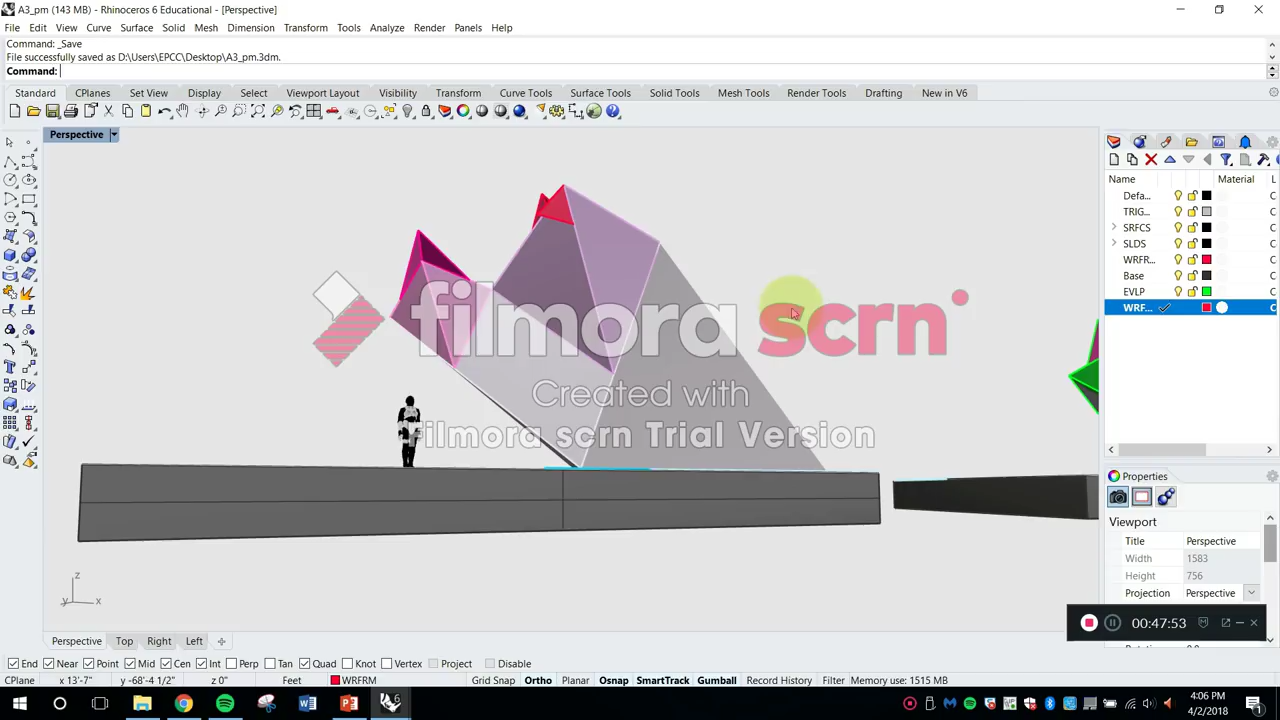 A3_pm (143 MB) - Rhinoceros 6 Educational - [Perspective]
File Edit View Curve Surface Solid Mesh Dimension Transform Tools Analyze Render Panels Help
Command: _Save
File successfully saved as D:\Users\EPCC\Desktop\A3_pm.3dm.
Command:
Standard CPlanes Set View Display Select Viewport Layout Visibility Transform Curve Tools Surface Tools Solid Tools Mesh Tools Render Tools Drafting New in V6
Perspective
Name Material L
Defa... C
TRIG... C
SRFCS C
SLDS C
WRFR... C
Base C
EVLP C
WRF... C
filmora scrn
Created with
Filmora scrn Trial Version
Properties
Viewport
Title Perspective
Width 1583
Height 756
Projection Perspective
00:47:53
z
y x
Perspective Top Right Left
End Near Point Mid Cen Int Perp Tan Quad Knot Vertex Project Disable
CPlane x 13'-7" y -68'-4 1/2" z 0" Feet WRFRM Grid Snap Ortho Planar Osnap SmartTrack Gumball Record History Filter Memory use: 1515 MB
4:06 PM
4/2/2018